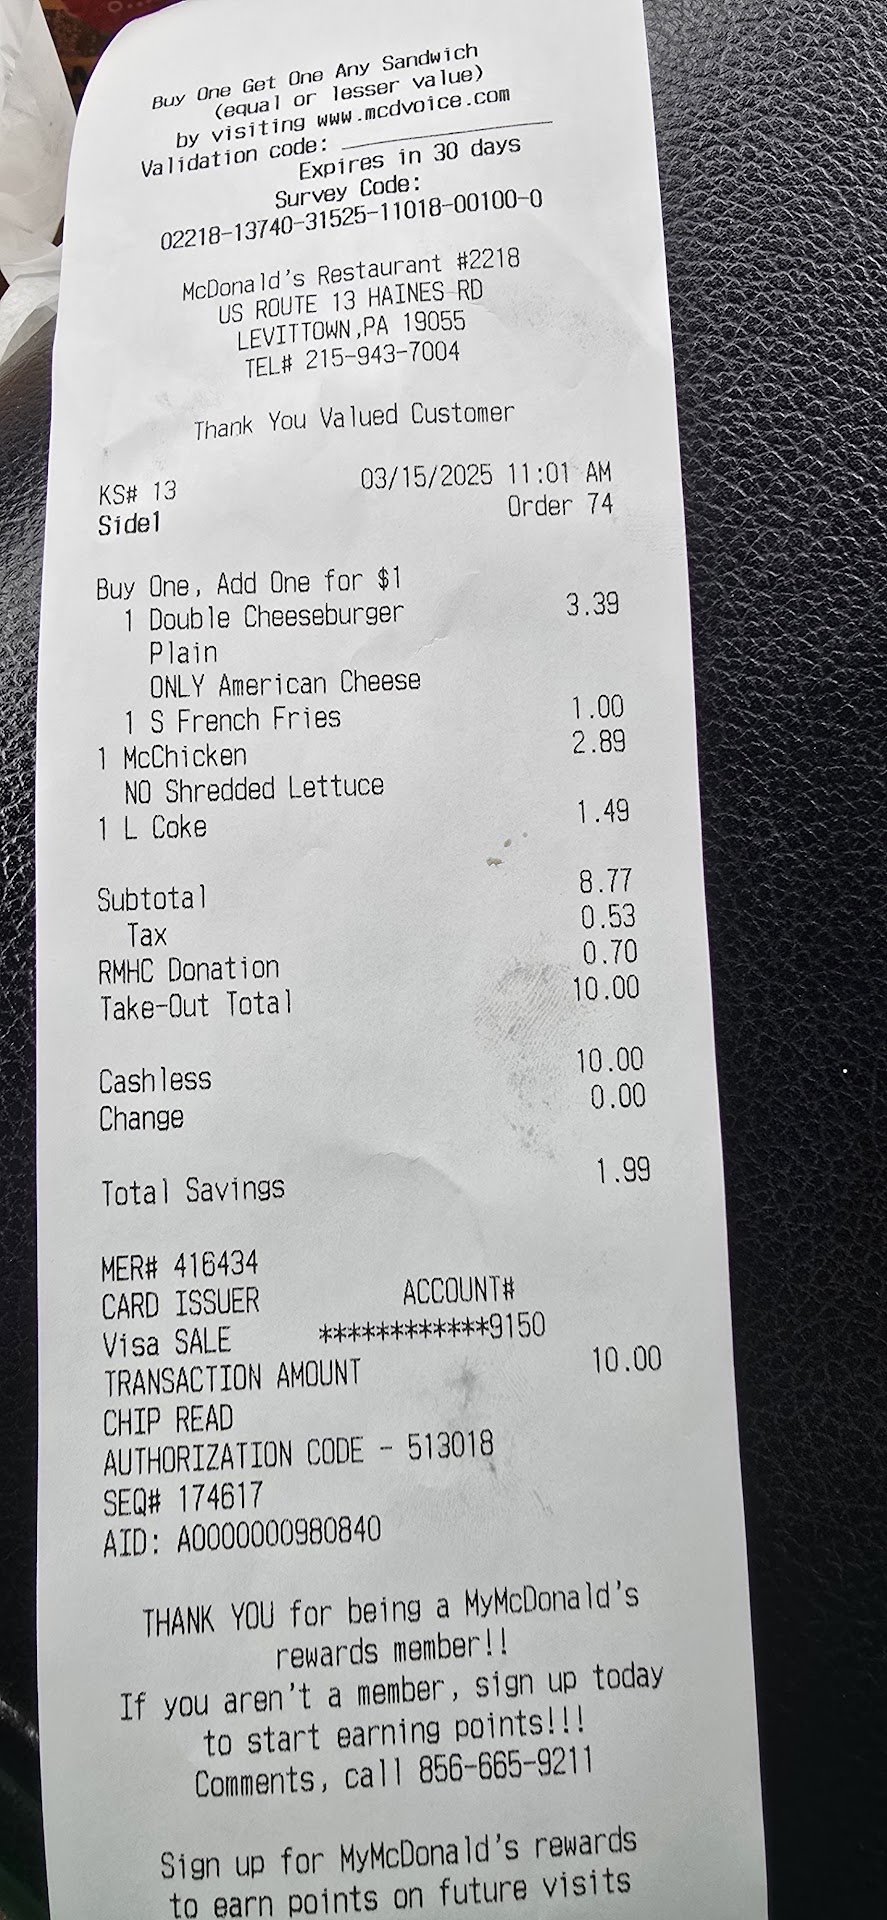 Buy One Get One Any Sandwich
(equal or lesser value)
by visiting www.mcdvoice.com
Validation code: ____________
Expires in 30 days
Survey Code:
02218-13740-31525-11018-00100-0
McDonald's Restaurant #2218
US ROUTE 13 HAINES RD
LEVITTOWN,PA 19055
TEL# 215-943-7004
Thank You Valued Customer
KS# 13 03/15/2025 11:01 AM
Side1 Order 74
Buy One, Add One for $1
1 Double Cheeseburger 3.39
Plain
ONLY American Cheese
1 S French Fries 1.00
1 McChicken 2.89
NO Shredded Lettuce
1 L Coke 1.49
Subtotal 8.77
Tax 0.53
RMHC Donation 0.70
Take-Out Total 10.00
Cashless 10.00
Change 0.00
Total Savings 1.99
MER# 416434
CARD ISSUER ACCOUNT#
Visa SALE ************9150
TRANSACTION AMOUNT 10.00
CHIP READ
AUTHORIZATION CODE - 513018
SEQ# 174617
AID: A0000000980840
THANK YOU for being a MyMcDonald's
rewards member!!
If you aren't a member, sign up today
to start earning points!!!
Comments, call 856-665-9211
Sign up for MyMcDonald's rewards
to earn points on future visits